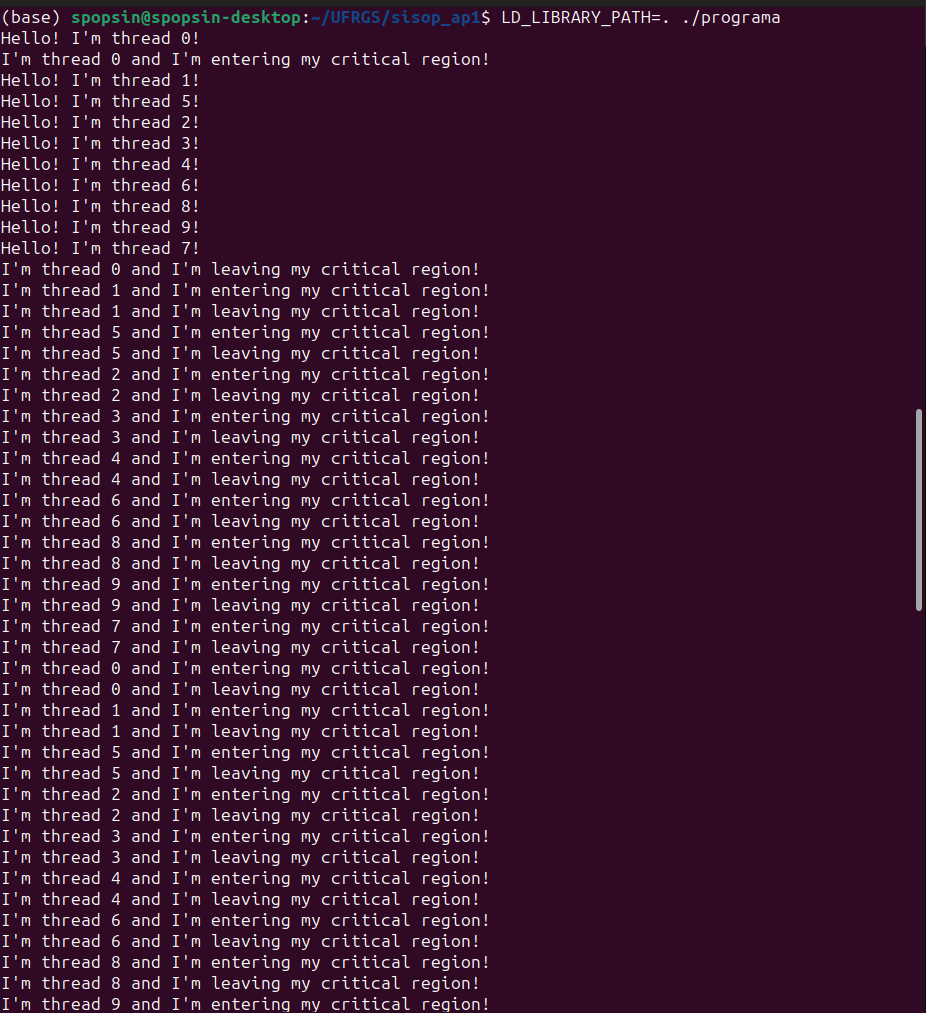 (base) spopsin@spopsin-desktop:~/UFRGS/sisop_ap1$ LD_LIBRARY_PATH=. ./programa
Hello! I'm thread 0!
I'm thread 0 and I'm entering my critical region!
Hello! I'm thread 1!
Hello! I'm thread 5!
Hello! I'm thread 2!
Hello! I'm thread 3!
Hello! I'm thread 4!
Hello! I'm thread 6!
Hello! I'm thread 8!
Hello! I'm thread 9!
Hello! I'm thread 7!
I'm thread 0 and I'm leaving my critical region!
I'm thread 1 and I'm entering my critical region!
I'm thread 1 and I'm leaving my critical region!
I'm thread 5 and I'm entering my critical region!
I'm thread 5 and I'm leaving my critical region!
I'm thread 2 and I'm entering my critical region!
I'm thread 2 and I'm leaving my critical region!
I'm thread 3 and I'm entering my critical region!
I'm thread 3 and I'm leaving my critical region!
I'm thread 4 and I'm entering my critical region!
I'm thread 4 and I'm leaving my critical region!
I'm thread 6 and I'm entering my critical region!
I'm thread 6 and I'm leaving my critical region!
I'm thread 8 and I'm entering my critical region!
I'm thread 8 and I'm leaving my critical region!
I'm thread 9 and I'm entering my critical region!
I'm thread 9 and I'm leaving my critical region!
I'm thread 7 and I'm entering my critical region!
I'm thread 7 and I'm leaving my critical region!
I'm thread 0 and I'm entering my critical region!
I'm thread 0 and I'm leaving my critical region!
I'm thread 1 and I'm entering my critical region!
I'm thread 1 and I'm leaving my critical region!
I'm thread 5 and I'm entering my critical region!
I'm thread 5 and I'm leaving my critical region!
I'm thread 2 and I'm entering my critical region!
I'm thread 2 and I'm leaving my critical region!
I'm thread 3 and I'm entering my critical region!
I'm thread 3 and I'm leaving my critical region!
I'm thread 4 and I'm entering my critical region!
I'm thread 4 and I'm leaving my critical region!
I'm thread 6 and I'm entering my critical region!
I'm thread 6 and I'm leaving my critical region!
I'm thread 8 and I'm entering my critical region!
I'm thread 8 and I'm leaving my critical region!
I'm thread 9 and I'm entering my critical region!